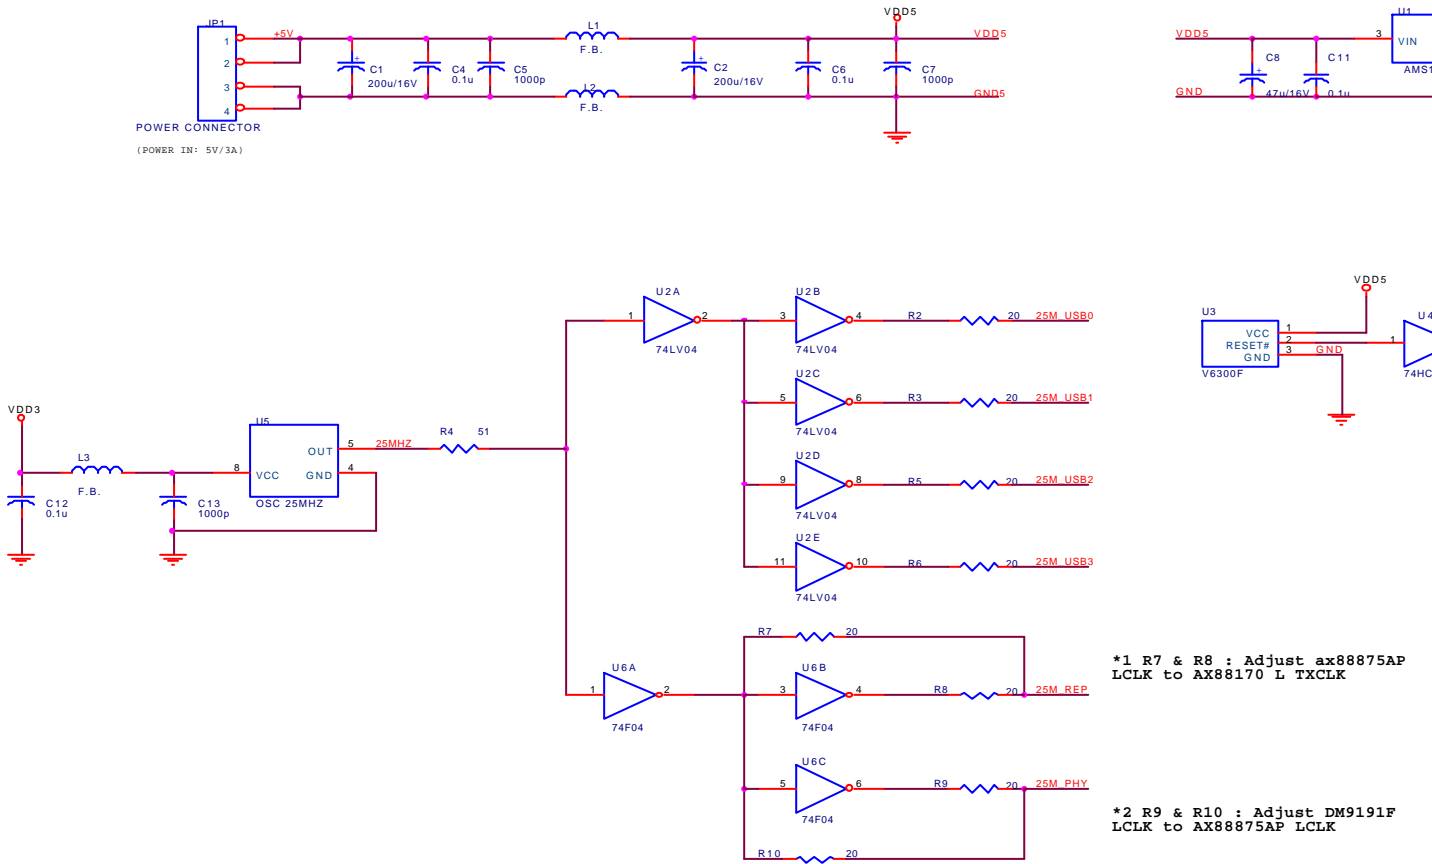 JP1
1
2
3
4
+5V
POWER CONNECTOR
(POWER IN: 5V/3A)
C1
200u/16V
C4
0.1u
C5
1000p
L1
F.B.
L2
F.B.
C2
200u/16V
C6
0.1u
C7
1000p
VDD5
VDD5
GND5
VDD5
GND
C8
47u/16V
C11
0.1u
U1
3
VIN
AMS1
U2A
1
2
74LV04
U2B
3
4
74LV04
R2
20
25M_USB0
U2C
5
6
74LV04
R3
20
25M_USB1
U2D
9
8
74LV04
R5
20
25M_USB2
U2E
11
10
74LV04
R6
20
25M_USB3
VDD5
U3
VCC
RESET#
GND
1
2
3
GND
V6300F
U4
1
74HC
VDD3
L3
F.B.
C12
0.1u
C13
1000p
U5
8
VCC
OUT
GND
5
4
OSC 25MHZ
25MHZ
R4
51
U6A
1
2
74F04
R7
20
U6B
3
4
74F04
R8
20
25M_REP
U6C
5
6
74F04
R9
20
25M_PHY
R10
20
*1 R7 & R8 : Adjust ax88875AP
LCLK to AX88170 L TXCLK
*2 R9 & R10 : Adjust DM9191F
LCLK to AX88875AP LCLK